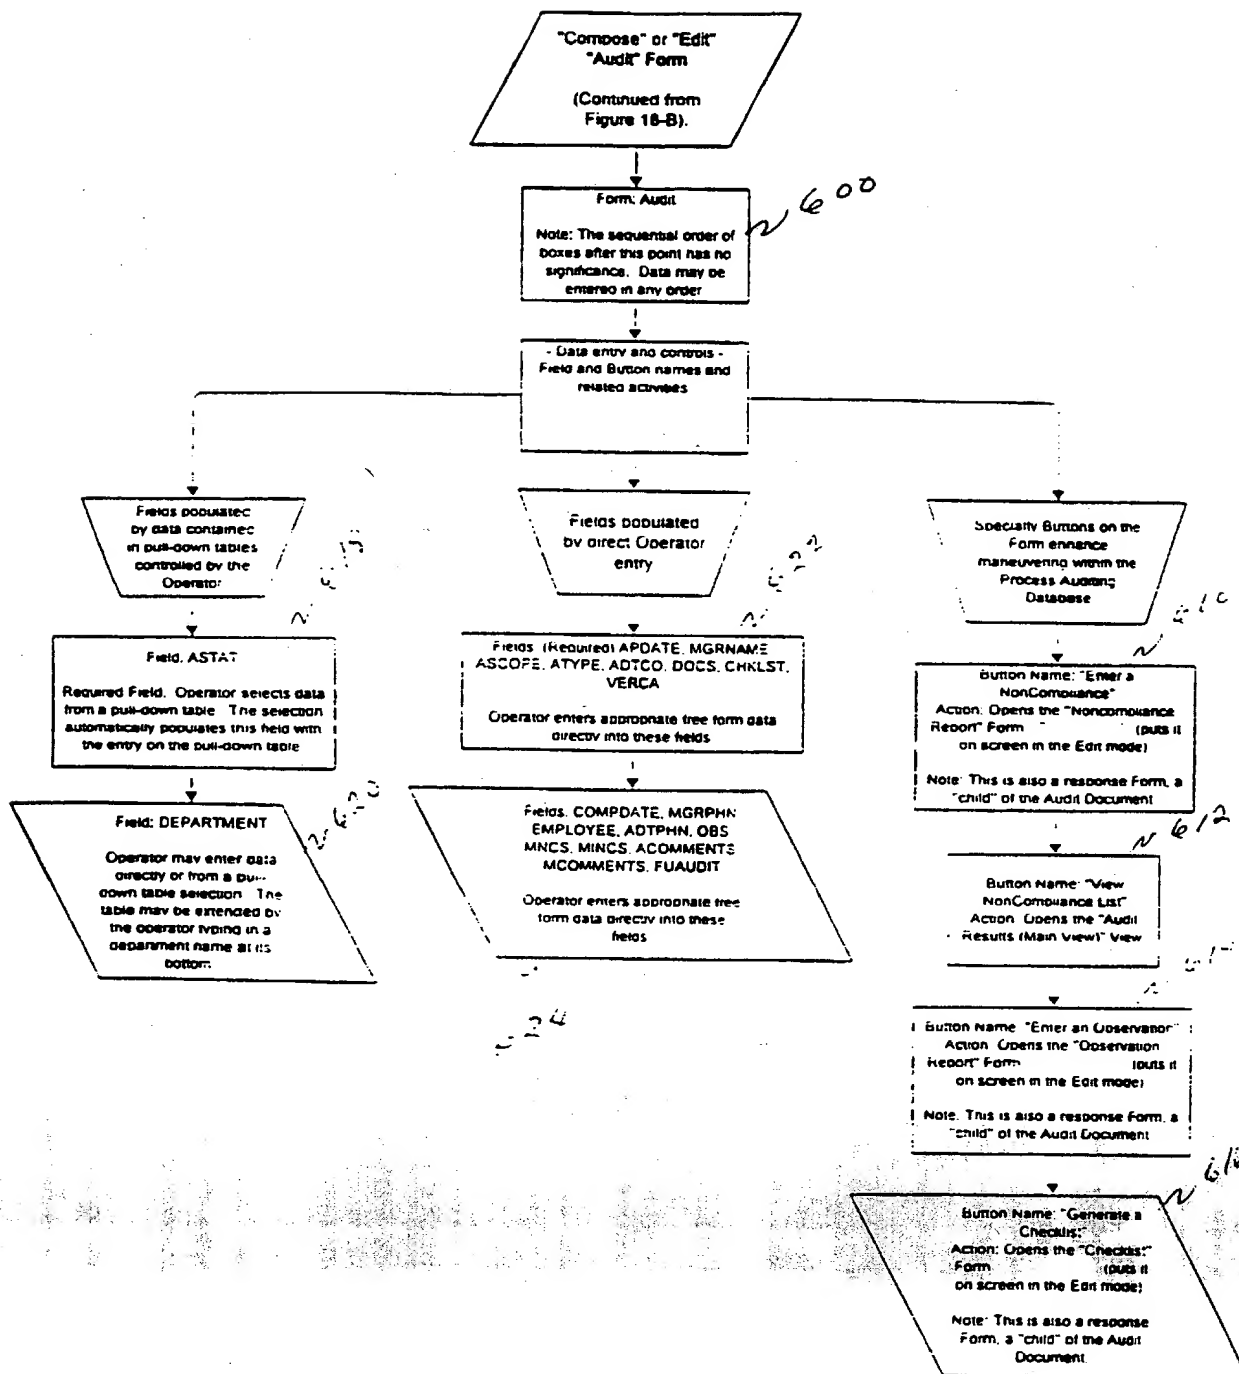 "Compose" or "Edit"
"Audit" Form
(Continued from
Figure 18-B).
600
Form: Audit
Note: The sequential order of
boxes after this point has no
significance. Data may be
entered in any order
- Data entry and controls -
Field and Button names and
related activities
Fields populated
by data contained
in pull-down tables
controlled by the
Operator
Field: ASTAT
Required Field. Operator selects data
from a pull-down table. The selection
automatically populates this field with
the entry on the pull-down table
620
Field: DEPARTMENT
Operator may enter data
directly or from a pull-
down table selection. The
table may be extended by
the operator typing in a
department name at its
bottom
Fields populated
by direct Operator
entry
622
Fields: (Required) APDATE, MGRNAME
ASCOPE, ATYPE, ADTCO, DOCS, CHKLST,
VERCA
Operator enters appropriate free form data
directly into these fields
Fields: COMPDATE, MGRPHN
EMPLOYEE, ADTPHN, OBS
MNCS, MINCS, ACOMMENTS
MCOMMENTS, FUAUDIT
Operator enters appropriate free
form data directly into these
fields
24
Specialty Buttons on the
Form enhance
maneuvering within the
Process Auditing
Database
610
Button Name: "Enter a
NonCompliance"
Action: Opens the "Noncompliance
Report" Form (puts it
on screen in the Edit mode)
Note: This is also a response Form, a
"child" of the Audit Document
612
Button Name: "View
NonCompliance List"
Action: Opens the "Audit
Results (Main View)" View
Button Name: "Enter an Observation"
Action: Opens the "Observation
Report" Form (puts it
on screen in the Edit mode)
Note: This is also a response Form, a
"child" of the Audit Document
Button Name: "Generate a
Checklist"
Action: Opens the "Checklist"
Form (puts it
on screen in the Edit mode)
Note: This is also a response
Form, a "child" of the Audit
Document.